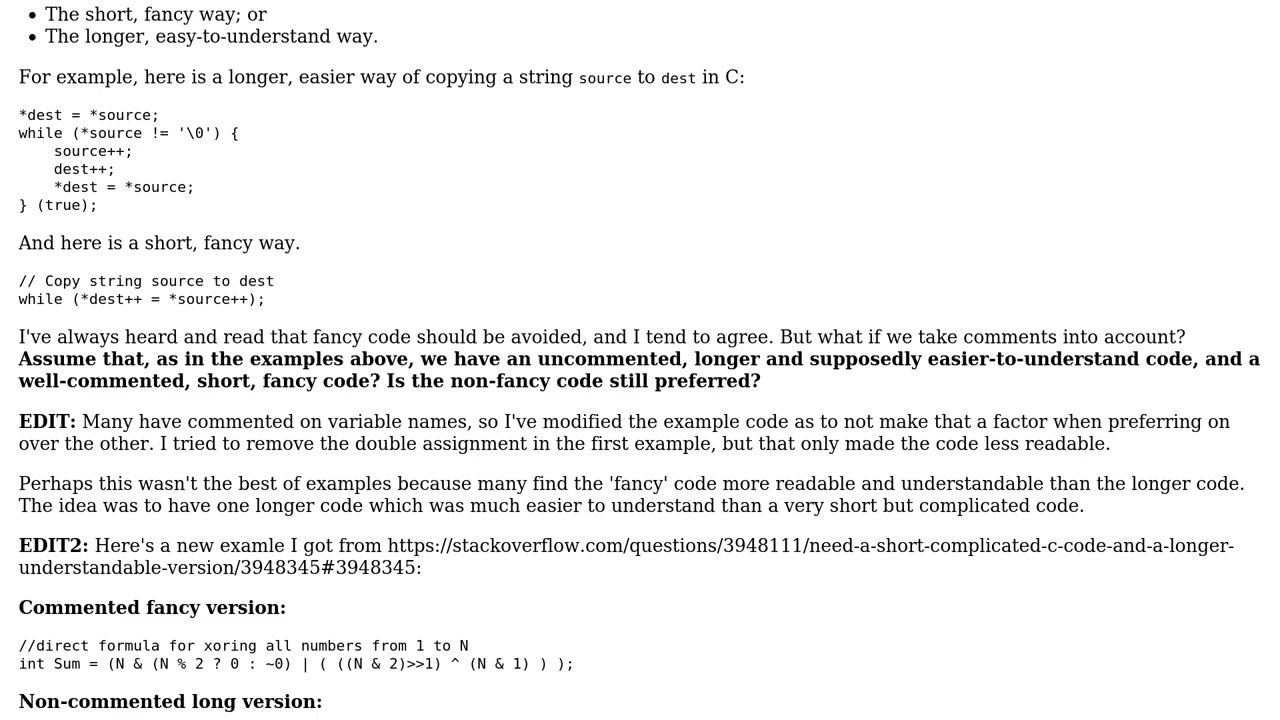 • The short, fancy way; or
• The longer, easy-to-understand way.
For example, here is a longer, easier way of copying a string source to dest in C:
*dest = *source;
while (*source != '\0') {
    source++;
    dest++;
    *dest = *source;
} (true);
And here is a short, fancy way.
// Copy string source to dest
while (*dest++ = *source++);
I've always heard and read that fancy code should be avoided, and I tend to agree. But what if we take comments into account?
Assume that, as in the examples above, we have an uncommented, longer and supposedly easier-to-understand code, and a
well-commented, short, fancy code? Is the non-fancy code still preferred?
EDIT: Many have commented on variable names, so I've modified the example code as to not make that a factor when preferring on
over the other. I tried to remove the double assignment in the first example, but that only made the code less readable.
Perhaps this wasn't the best of examples because many find the 'fancy' code more readable and understandable than the longer code.
The idea was to have one longer code which was much easier to understand than a very short but complicated code.
EDIT2: Here's a new examle I got from https://stackoverflow.com/questions/3948111/need-a-short-complicated-c-code-and-a-longer-
understandable-version/3948345#3948345:
Commented fancy version:
//direct formula for xoring all numbers from 1 to N
int Sum = (N & (N % 2 ? 0 : ~0) | ( ((N & 2)>>1) ^ (N & 1) ) );
Non-commented long version: